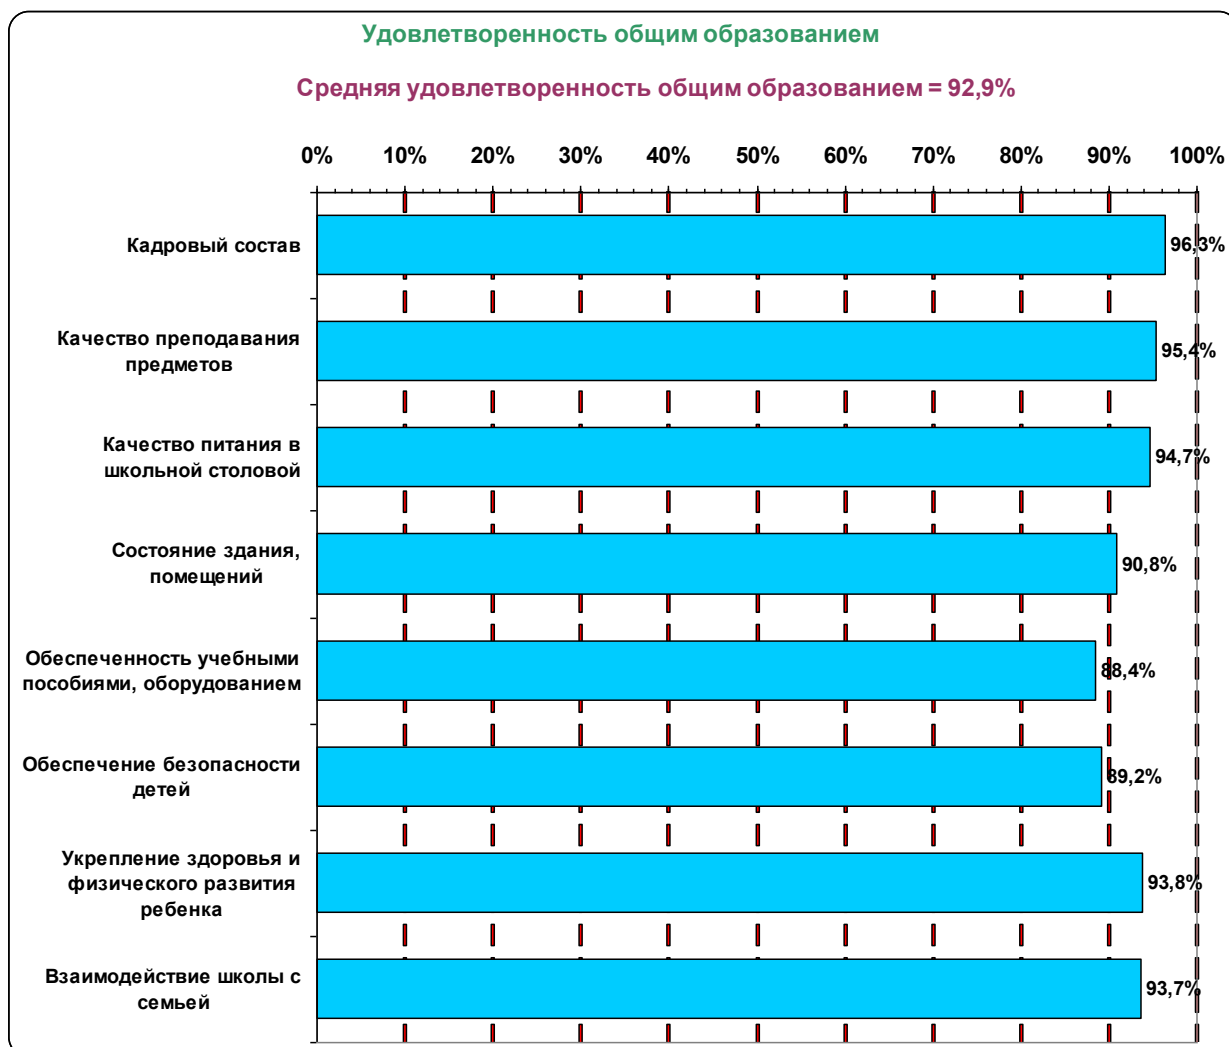 Удовлетворенность общим образованием
Средняя удовлетворенность общим образованием = 92,9%
0% 10% 20% 30% 40% 50% 60% 70% 80% 90% 100%
Кадровый состав
96,3%
Качество преподавания
предметов
95,4%
Качество питания в
школьной столовой
94,7%
Состояние здания,
помещений
90,8%
Обеспеченность учебными
пособиями, оборудованием
88,4%
Обеспечение безопасности
детей
89,2%
Укрепление здоровья и
физического развития
ребенка
93,8%
Взаимодействие школы с
семьей
93,7%